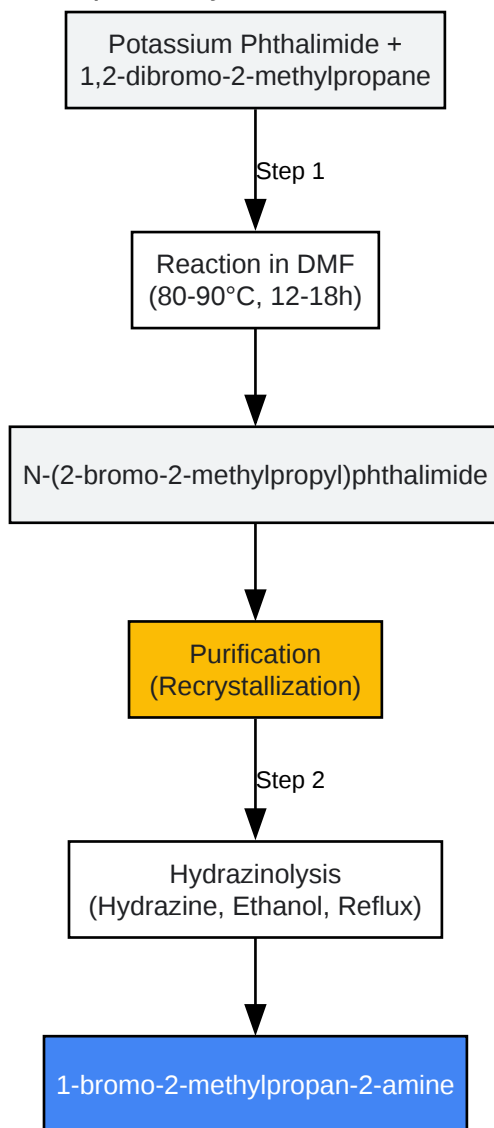 Potassium Phthalimide +
1,2-dibromo-2-methylpropane
Step 1
Reaction in DMF
(80-90°C, 12-18h)
N-(2-bromo-2-methylpropyl)phthalimide
Purification
(Recrystallization)
Step 2
Hydrazinolysis
(Hydrazine, Ethanol, Reflux)
1-bromo-2-methylpropan-2-amine